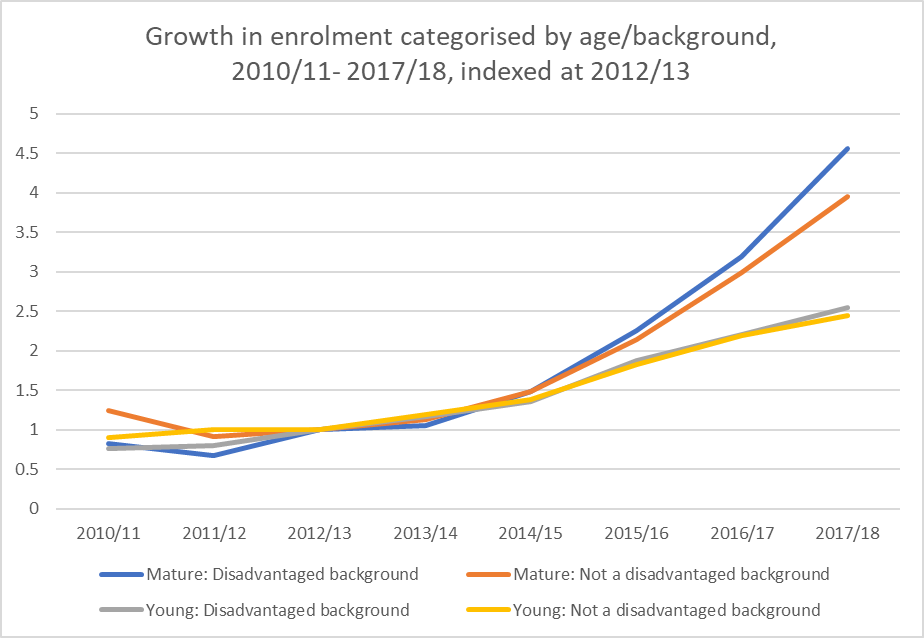 Growth in enrolment categorised by age/background,
2010/11- 2017/18, indexed at 2012/13
5
4.5
4
3.5
3
2.5
2
1.5
1
0.5
0
2010/11 2011/12 2012/13 2013/14 2014/15 2015/16 2016/17 2017/18
Mature: Disadvantaged background Mature: Not a disadvantaged background
Young: Disadvantaged background Young: Not a disadvantaged background